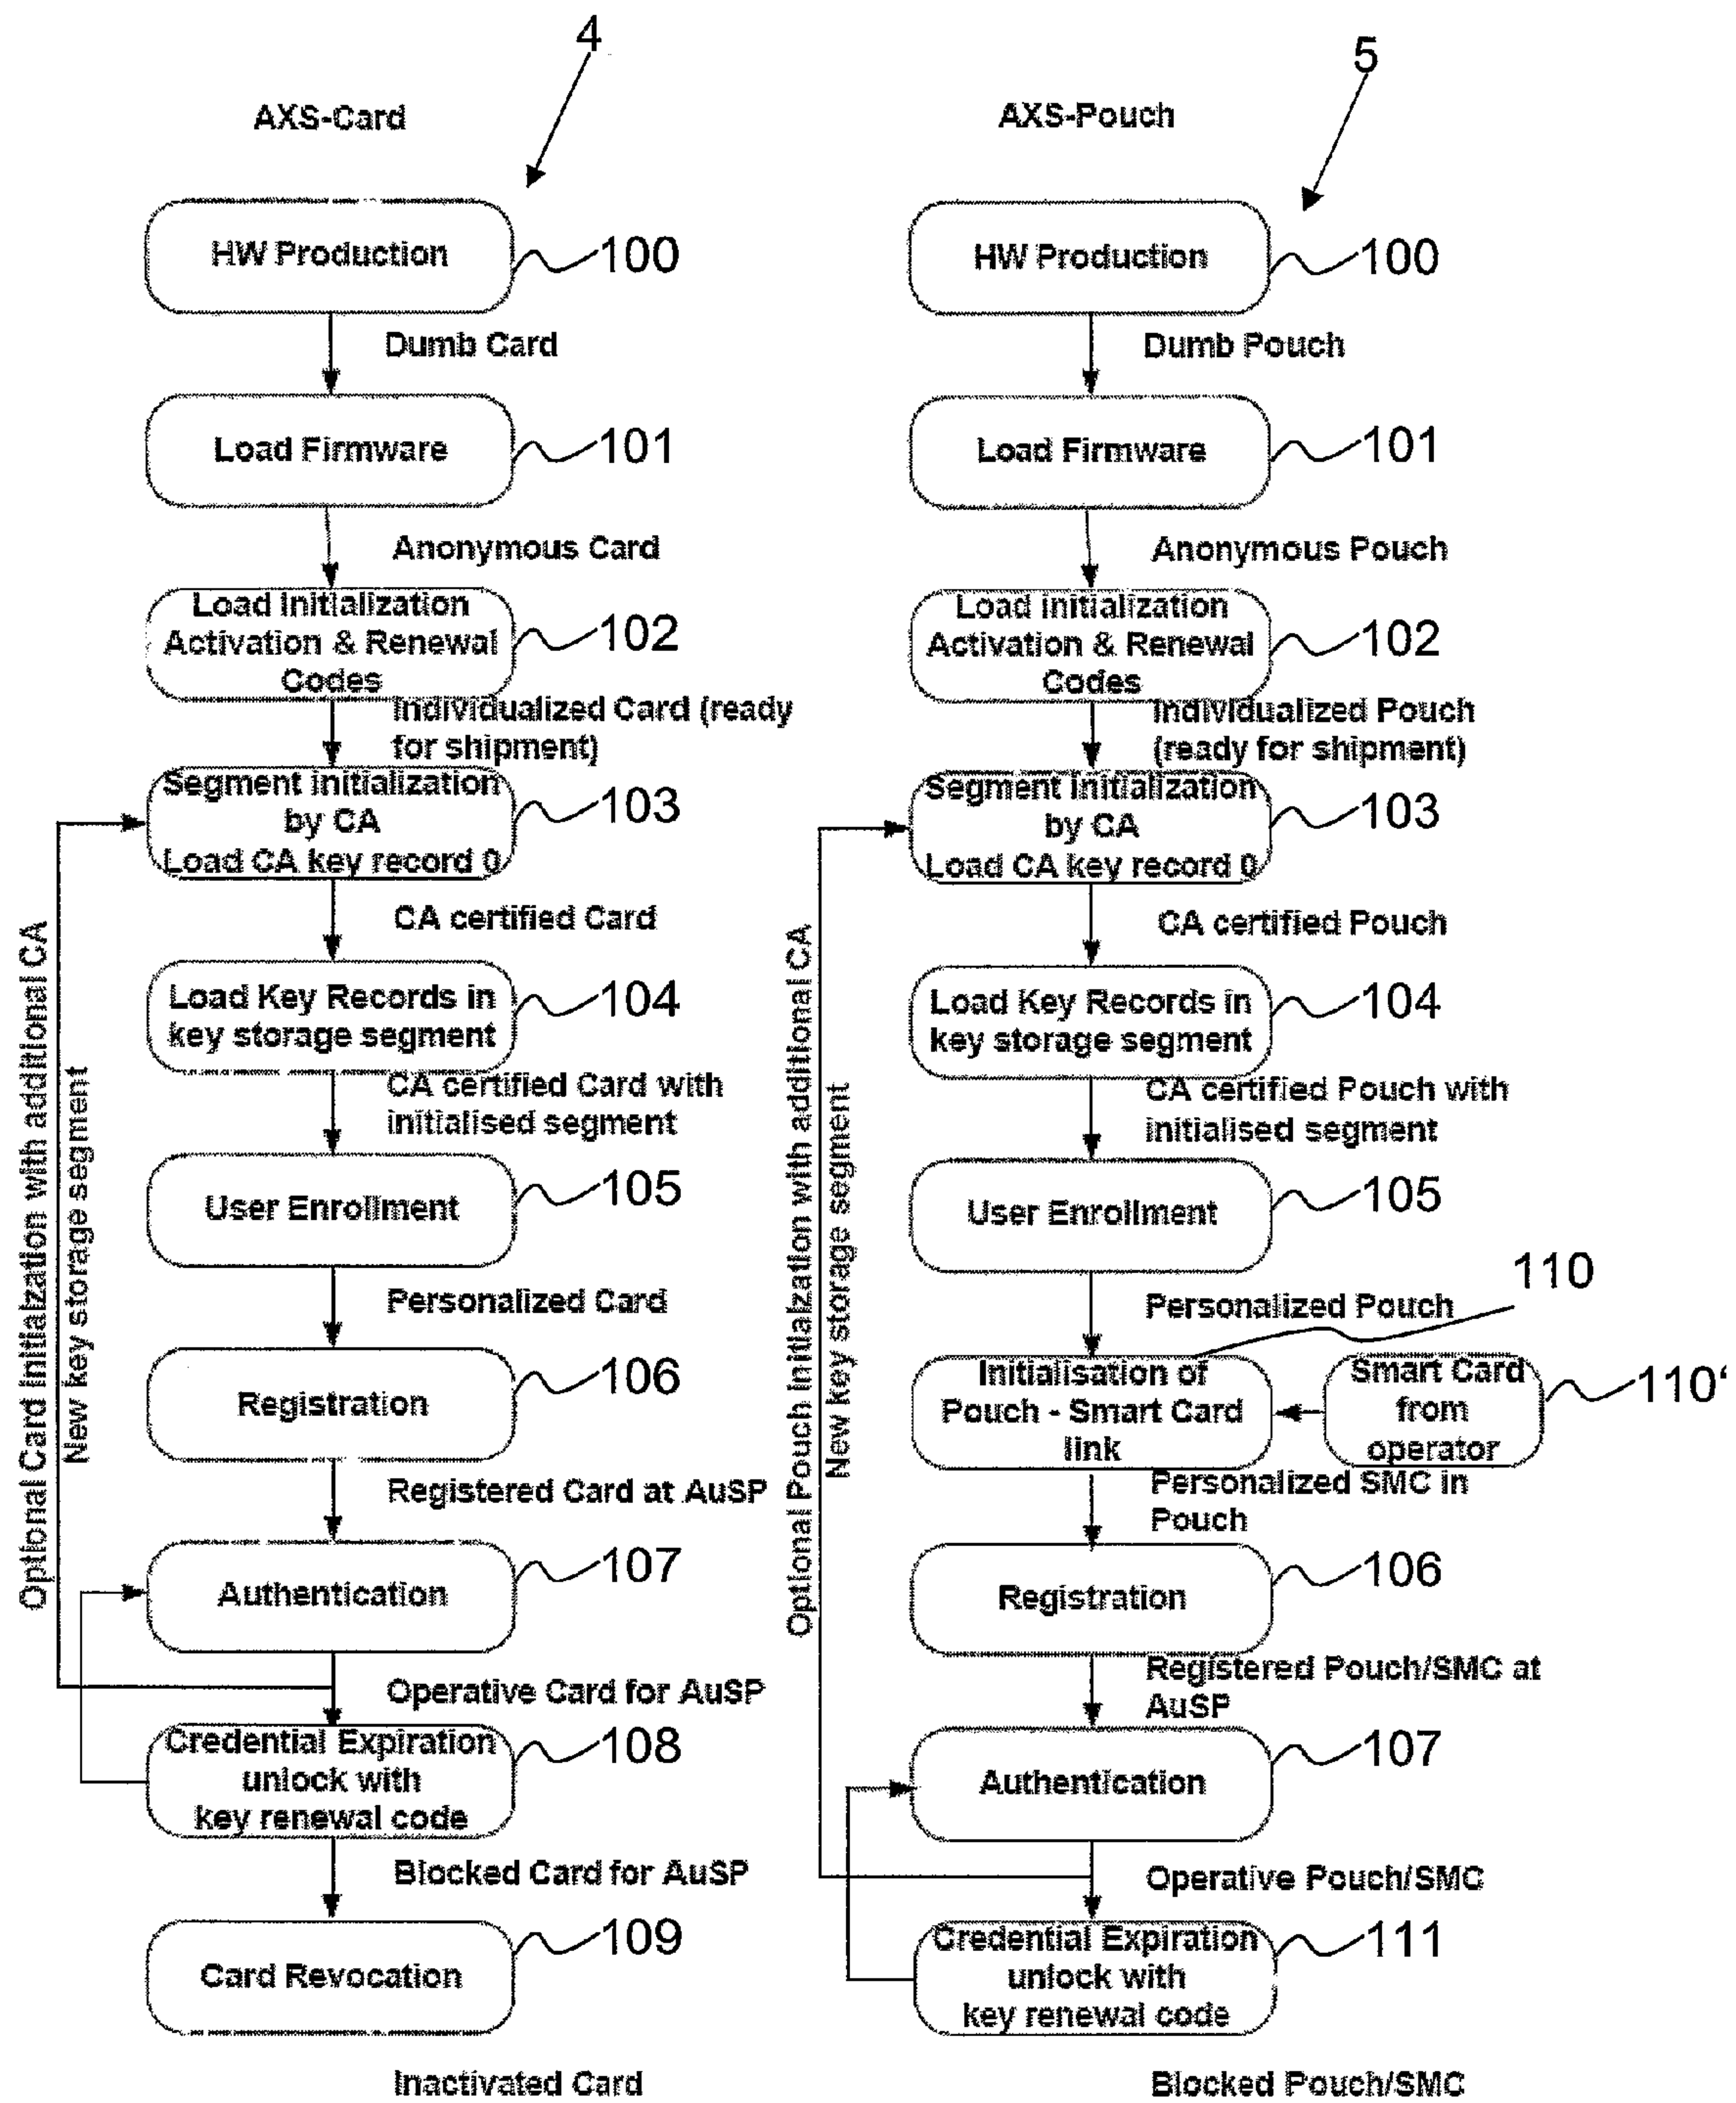 4
AXS-Card
HW Production
100
Dumb Card
Load Firmware
101
Anonymous Card
Load Initialization
Activation & Renewal
Codes
102
Individualized Card (ready
for shipment)
Segment initialization
by CA
Load CA key record 0
103
CA certified Card
Load Key Records in
key storage segment
104
CA certified Card with
initialised segment
User Enrollment
105
Personalized Card
Registration
106
Registered Card at AuSP
Authentication
107
Operative Card for AuSP
Credential Expiration
unlock with
key renewal code
108
Blocked Card for AuSP
Card Revocation
109
Inactivated Card
Optional Card Initialzation with additional CA
New key storage segment
5
AXS-Pouch
HW Production
100
Dumb Pouch
Load Firmware
101
Anonymous Pouch
Load initialization
Activation & Renewal
Codes
102
Individualized Pouch
(ready for shipment)
Segment initialization
by CA
Load CA key record 0
103
CA certified Pouch
Load Key Records in
key storage segment
104
CA certified Pouch with
initialised segment
User Enrollment
105
Personalized Pouch
110
Initialisation of
Pouch - Smart Card
link
Smart Card
from
operator
110‘
Personalized SMC in
Pouch
Registration
106
Registered Pouch/SMC at
AuSP
Authentication
107
Operative Pouch/SMC
Credential Expiration
unlock with
key renewal code
111
Blocked Pouch/SMC
Optional Pouch Initialzation with additional CA
New key storage segment